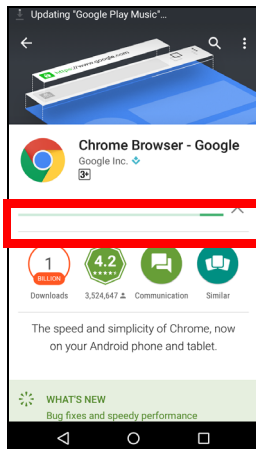 Updating "Google Play Music"...
https://www.google.com
Chrome Browser - Google
Google Inc.
3+
1
BILLION
4.2
Downloads
3,524,647
Communication
Similar
The speed and simplicity of Chrome, now
on your Android phone and tablet.
WHAT'S NEW
Bug fixes and speedy performance